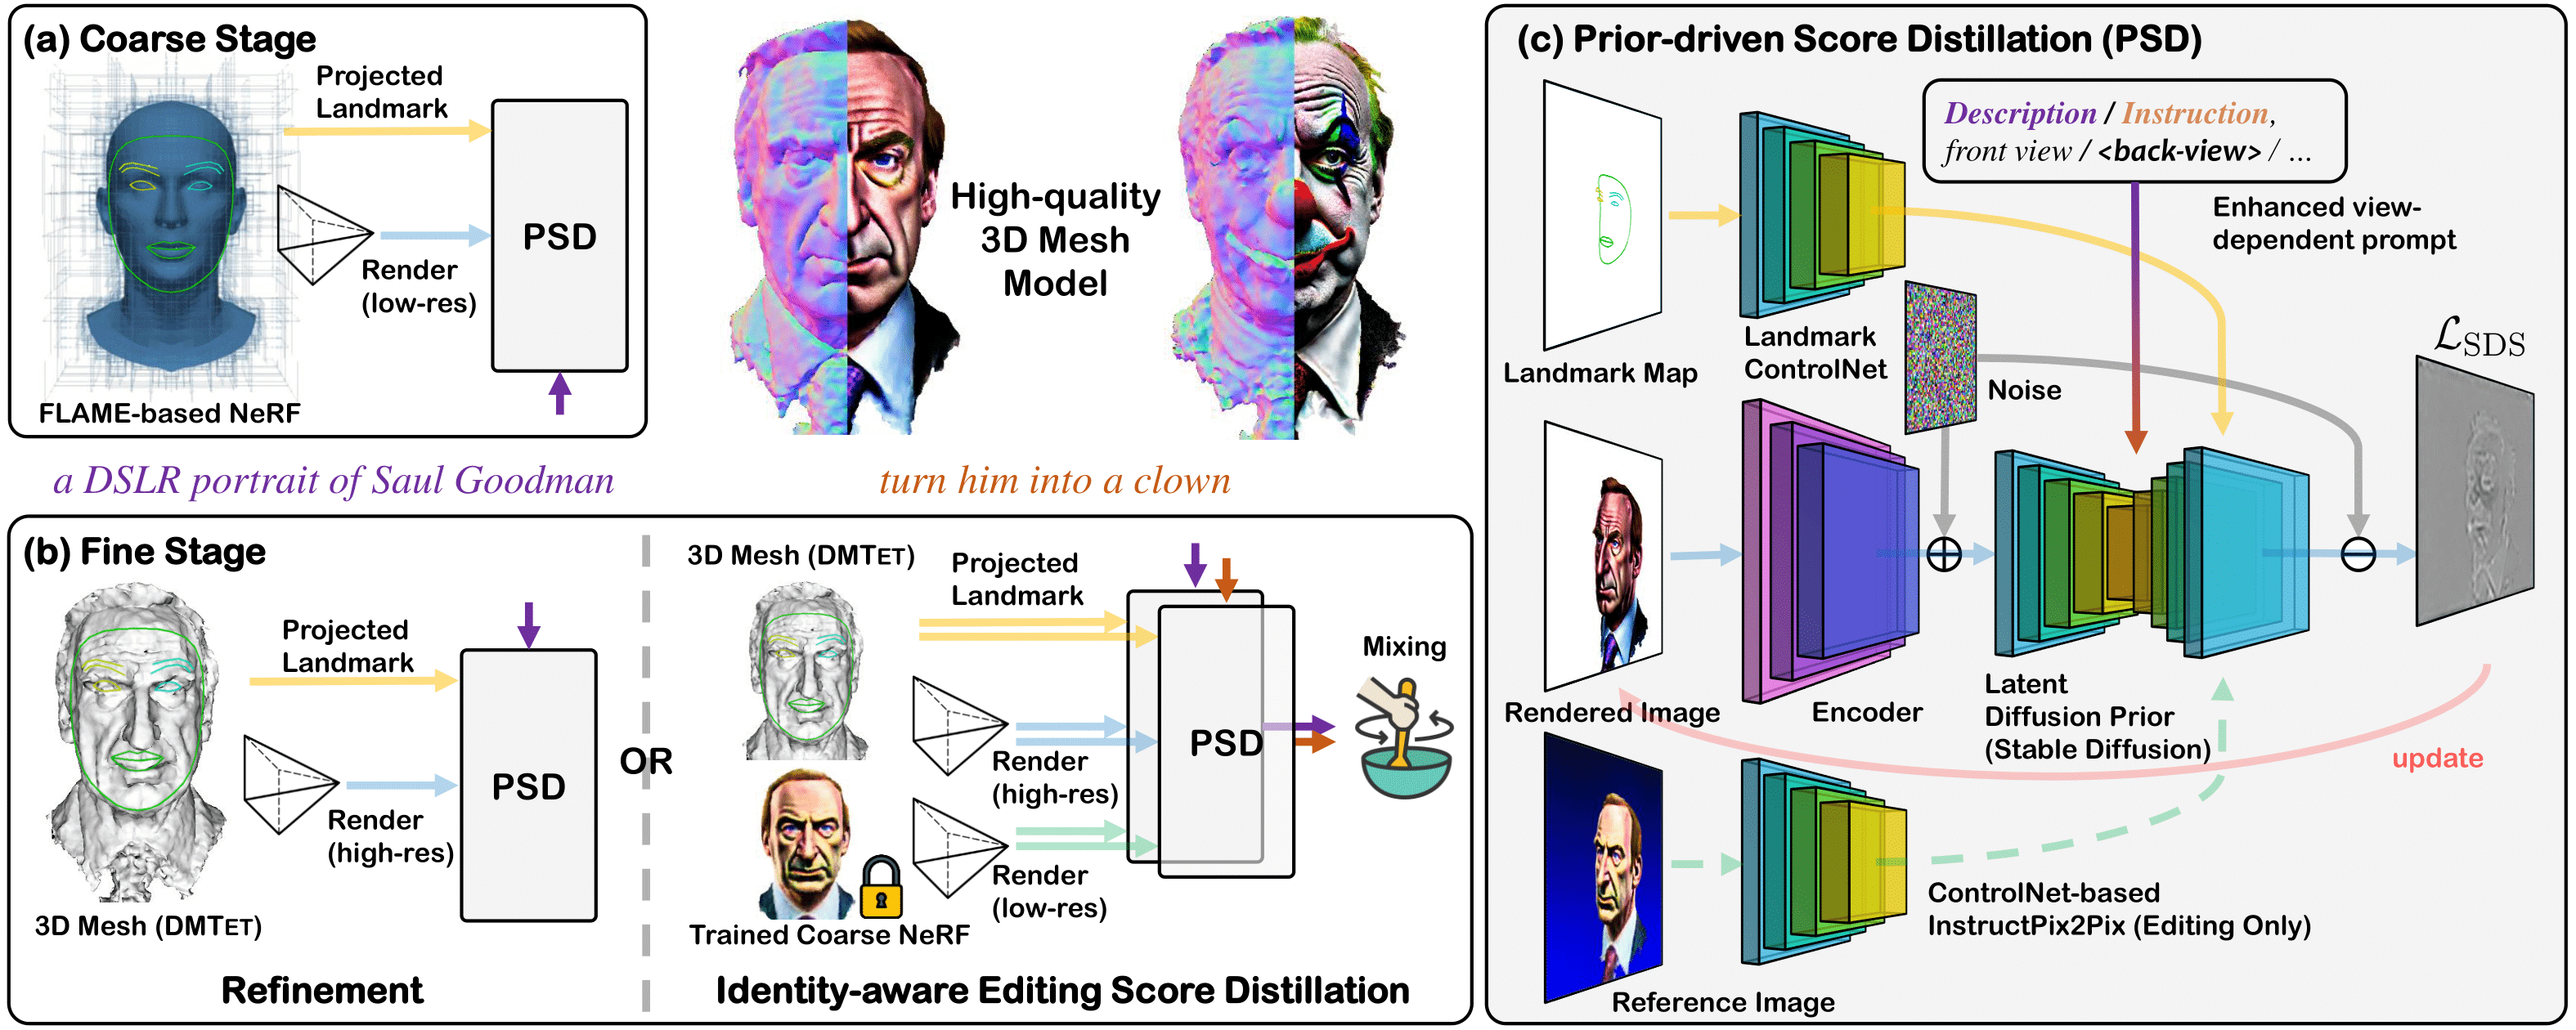 (a) Coarse Stage
Projected
Landmark
PSD
Render
(low-res)
FLAME-based NeRF
High-quality
3D Mesh
Model
a DSLR portrait of Saul Goodman
turn him into a clown
(b) Fine Stage
Projected
Landmark
PSD
Render
(high-res)
3D Mesh (DMTET)
Refinement
OR
3D Mesh (DMTET)
Projected
Landmark
Render
(high-res)
PSD
Mixing
Render
(low-res)
Trained Coarse NeRF
Identity-aware Editing Score Distillation
(c) Prior-driven Score Distillation (PSD)
Description / Instruction,
front view / <back-view> / ...
Enhanced view-
dependent prompt
Landmark Map
Landmark
ControlNet
Noise
ℒSDS
Rendered Image
Encoder
Latent
Diffusion Prior
(Stable Diffusion)
update
ControlNet-based
InstructPix2Pix (Editing Only)
Reference Image